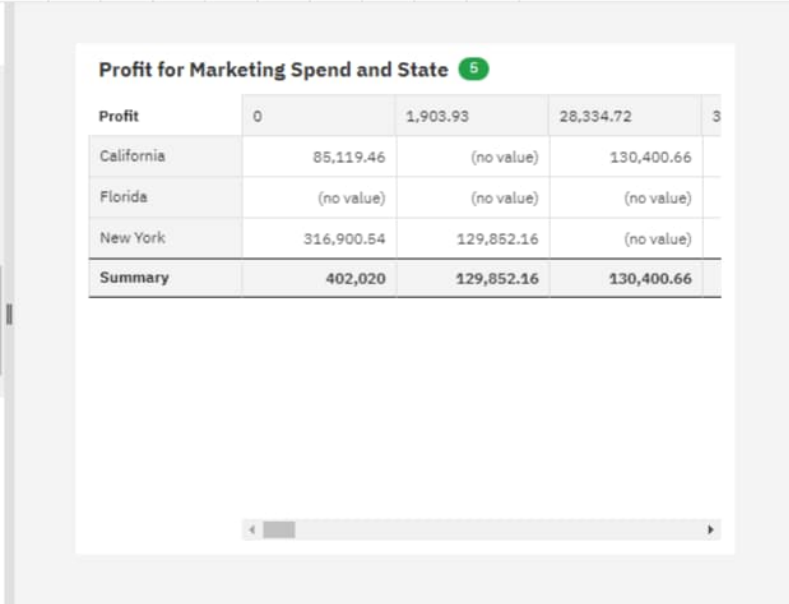 Profit for Marketing Spend and State 5
Profit 0 1,903.93 28,334.72 3
California 85,119.46 (no value) 130,400.66
Florida (no value) (no value) (no value)
New York 316,900.54 129,852.16 (no value)
Summary 402,020 129,852.16 130,400.66